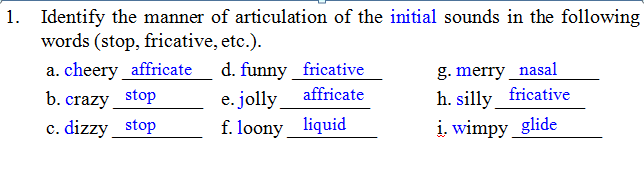 1. Identify the manner of articulation of the initial sounds in the following
words (stop, fricative, etc.).
a. cheery affricate d. funny fricative g. merry nasal
b. crazy stop e. jolly affricate h. silly fricative
c. dizzy stop f. loony liquid i. wimpy glide